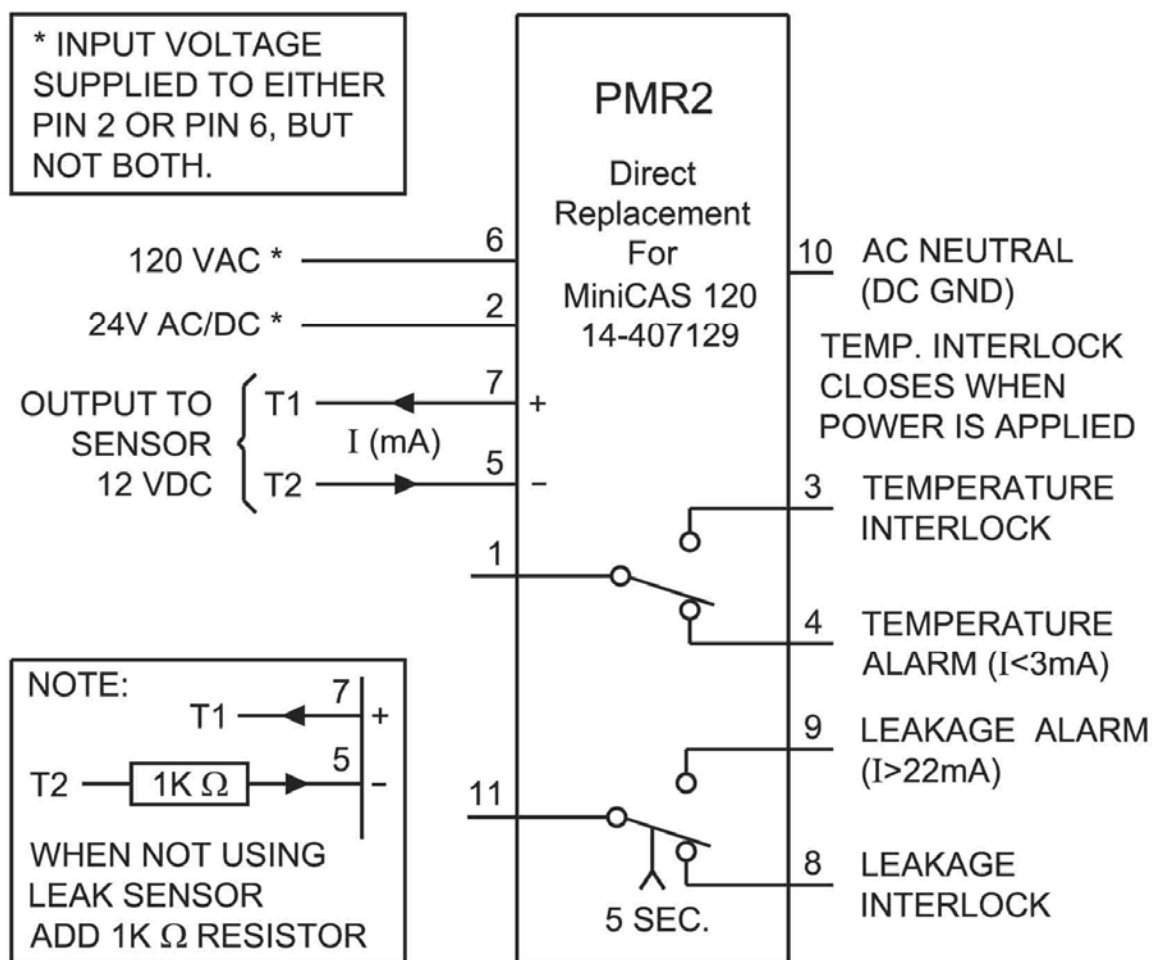 * INPUT VOLTAGE
SUPPLIED TO EITHER
PIN 2 OR PIN 6, BUT
NOT BOTH.
PMR2
Direct
Replacement
For
MiniCAS 120
14-407129
120 VAC *
6
24V AC/DC *
2
OUTPUT TO
SENSOR
12 VDC
T1
7
+
I (mA)
T2
5
–
1
10
AC NEUTRAL
(DC GND)
TEMP. INTERLOCK
CLOSES WHEN
POWER IS APPLIED
3
TEMPERATURE
INTERLOCK
4
TEMPERATURE
ALARM (I<3mA)
9
LEAKAGE ALARM
(I>22mA)
11
5 SEC.
8
LEAKAGE
INTERLOCK
NOTE:
T1
7
+
T2
1K Ω
5
–
WHEN NOT USING
LEAK SENSOR
ADD 1K Ω RESISTOR